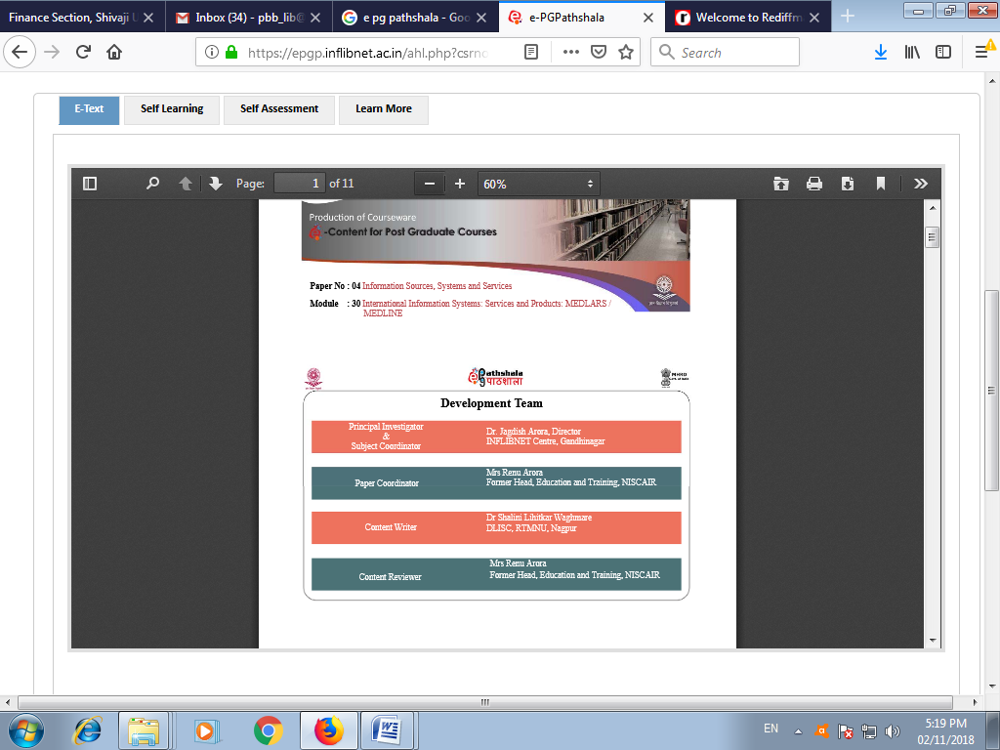 Finance Section, Shivaji U
Inbox (34) - pbb_lib@
e pg pathshala - Goo
e-PGPathshala
Welcome to Rediffm
https://epgp.inflibnet.ac.in/ahl.php?csrno
Search
E-Text
Self Learning
Self Assessment
Learn More
Page: 1 of 11
60%
Production of Courseware
e-Content for Post Graduate Courses
Paper No : 04 Information Sources, Systems and Services
Module : 30 International Information Systems: Services and Products: MEDLARS /
MEDLINE
Pathshala
पाठशाला
MHRD
Development Team
Principal Investigator
&
Subject Coordinator
Dr. Jagdish Arora, Director
INFLIBNET Centre, Gandhinagar
Paper Coordinator
Mrs Renu Arora
Former Head, Education and Training, NISCAIR
Content Writer
Dr Shalini Lihitkar Waghmare
DLISC, RTMNU, Nagpur
Content Reviewer
Mrs Renu Arora
Former Head, Education and Training, NISCAIR
EN
5:19 PM
02/11/2018